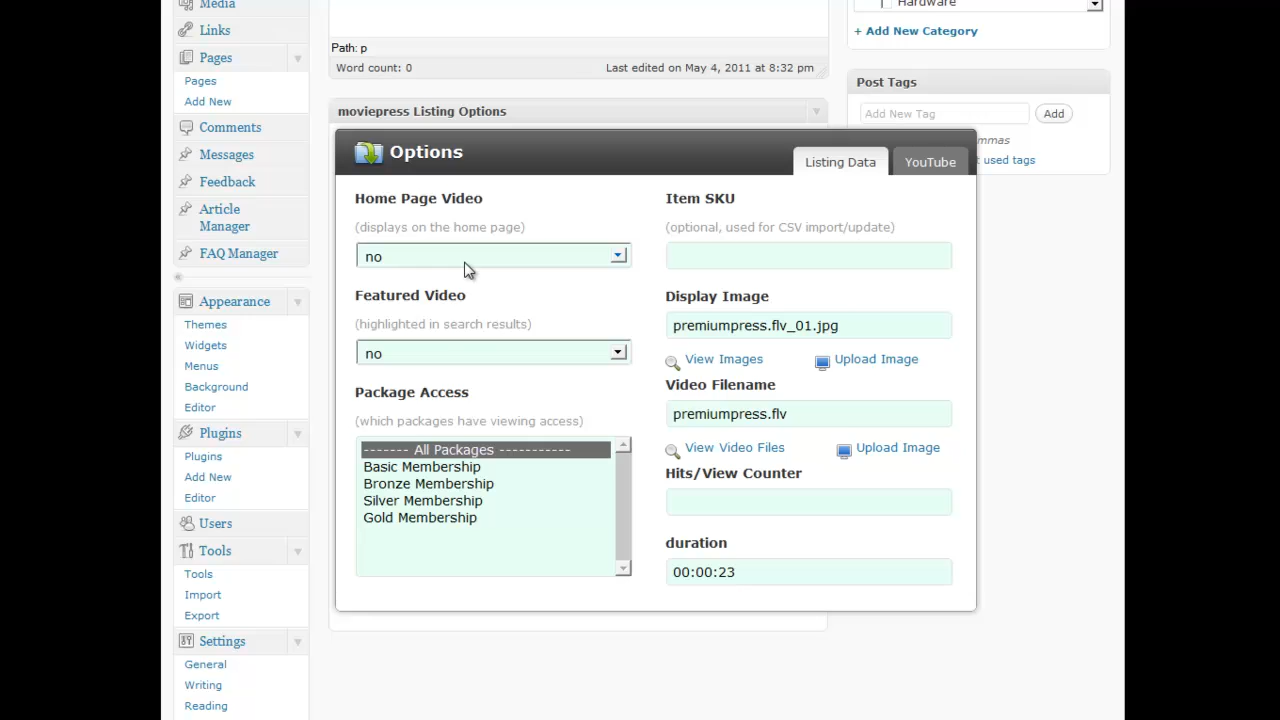 Media
Links
Pages
Pages
Add New
Comments
Messages
Feedback
Article
Manager
FAQ Manager
Appearance
Themes
Widgets
Menus
Background
Editor
Plugins
Plugins
Add New
Editor
Users
Tools
Tools
Import
Export
Settings
General
Writing
Reading
Path: p
Word count: 0
Last edited on May 4, 2011 at 8:32 pm
moviepress Listing Options
Options
Listing Data
YouTube
Home Page Video
(displays on the home page)
no
Featured Video
(highlighted in search results)
no
Package Access
(which packages have viewing access)
------- All Packages -----------
Basic Membership
Bronze Membership
Silver Membership
Gold Membership
Item SKU
(optional, used for CSV import/update)
Display Image
premiumpress.flv_01.jpg
View Images
Upload Image
Video Filename
premiumpress.flv
View Video Files
Upload Image
Hits/View Counter
duration
00:00:23
Hardware
+ Add New Category
Post Tags
Add New Tag
Add
used tags